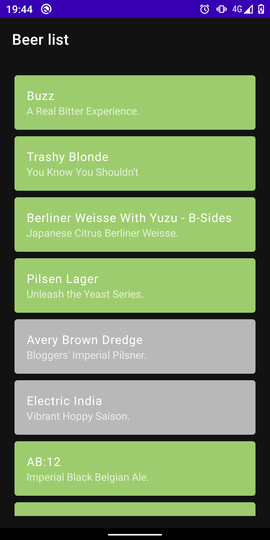 19:44
4G
Beer list
Buzz
A Real Bitter Experience.
Trashy Blonde
You Know You Shouldn't
Berliner Weisse With Yuzu - B-Sides
Japanese Citrus Berliner Weisse.
Pilsen Lager
Unleash the Yeast Series.
Avery Brown Dredge
Bloggers' Imperial Pilsner.
Electric India
Vibrant Hoppy Saison.
AB:12
Imperial Black Belgian Ale.